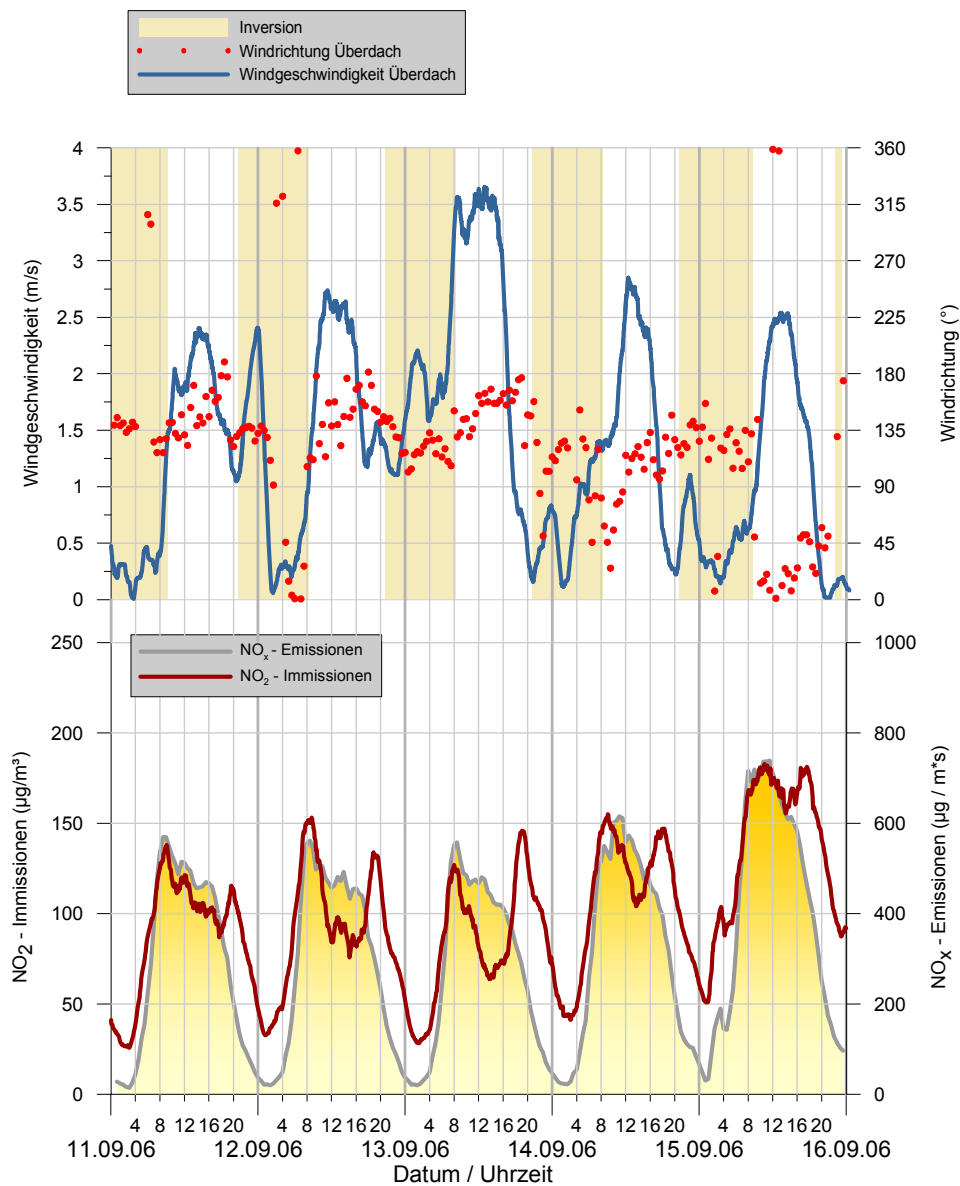 Inversion
Windrichtung Überdach
Windgeschwindigkeit Überdach
4
3.5
3
2.5
2
1.5
1
0.5
0
Windgeschwindigkeit (m/s)
360
315
270
225
180
135
90
45
0
Windrichtung (°)
NOx - Emissionen
NO2 - Immissionen
250
200
150
100
50
0
NO2 - Immissionen (µg/m³)
1000
800
600
400
200
0
NOX - Emissionen (µg / m*s)
4 8 12 16 20 4 8 12 16 20 4 8 12 16 20 4 8 12 16 20 4 8 12 16 20
11.09.06 12.09.06 13.09.06 14.09.06 15.09.06 16.09.06
Datum / Uhrzeit